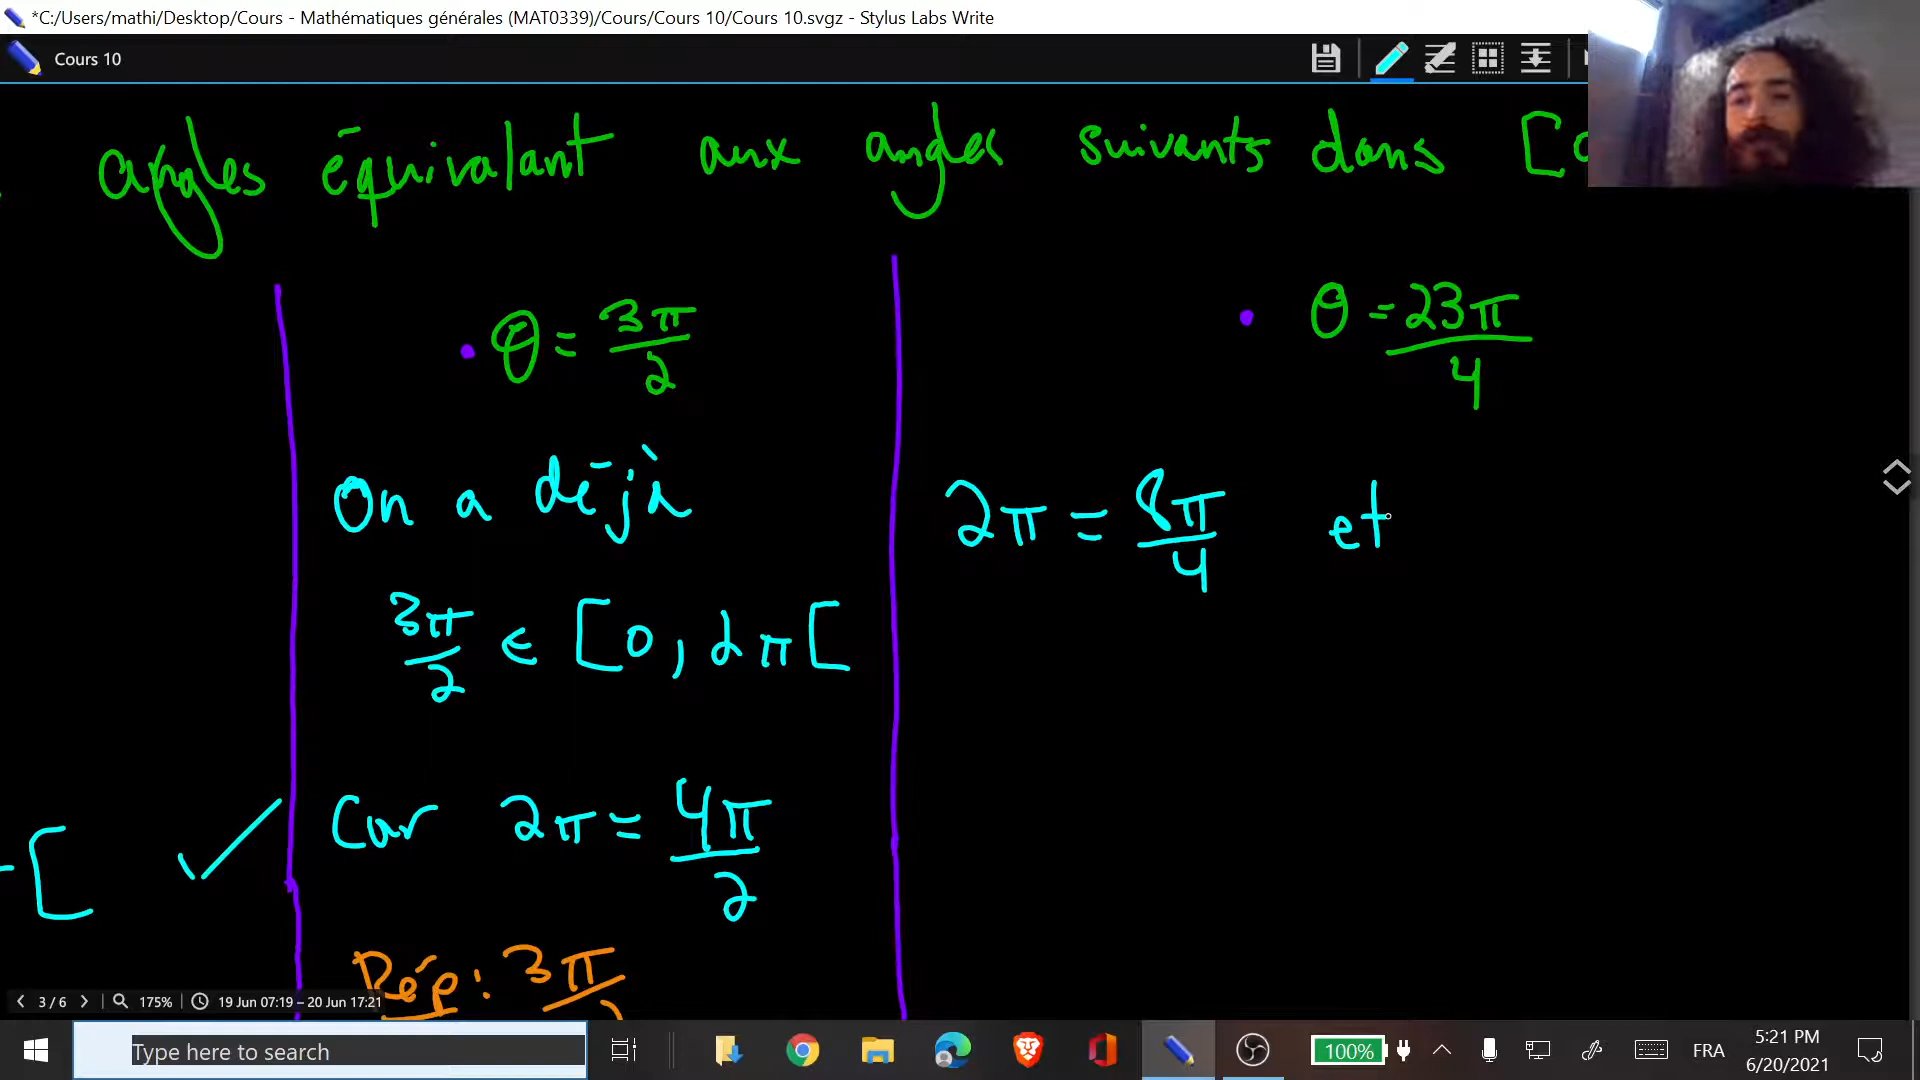 *C:/Users/mathi/Desktop/Cours - Mathématiques générales (MAT0339)/Cours/Cours 10/Cours 10.svgz - Stylus Labs Write
Cours 10
angles équivalant aux angles suivants dans [0
• θ = 3π/2
On a déjà
3π/2 ∈ [0, 2π[
Car 2π = 4π/2
Rép: 3π
• θ = 23π/4
2π = 8π/4 et
[
3 / 6
175%
19 Jun 07:19 – 20 Jun 17:21
Type here to search
100%
FRA
5:21 PM
6/20/2021